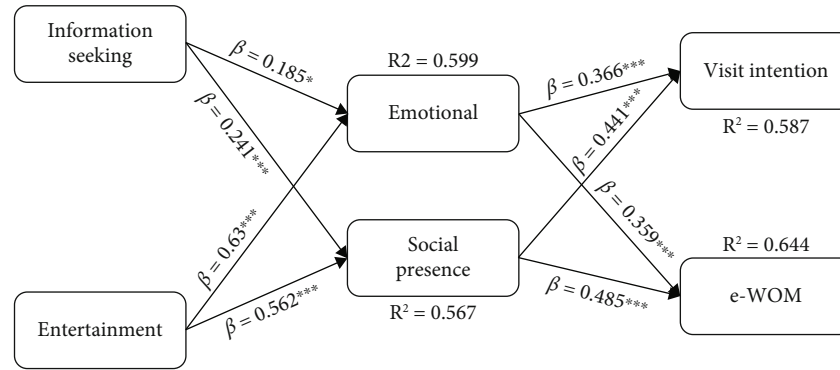 Information
seeking
Entertainment
β = 0.185*
β = 0.241***
β = 0.63***
β = 0.562***
R2 = 0.599
Emotional
Social
presence
R² = 0.567
β = 0.366***
β = 0.441***
β = 0.359***
β = 0.485***
Visit intention
R² = 0.587
R² = 0.644
e-WOM